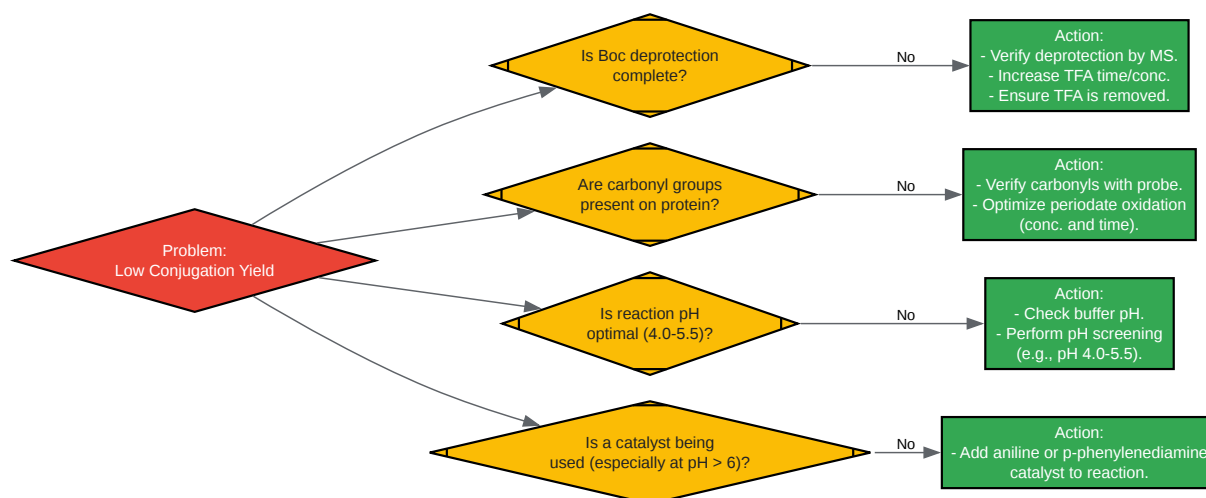 Is Boc deprotection
complete?
No
Action:
- Verify deprotection by MS.
- Increase TFA time/conc.
- Ensure TFA is removed.
Are carbonyl groups
present on protein?
No
Action:
- Verify carbonyls with probe.
- Optimize periodate oxidation
(conc. and time).
Problem:
Low Conjugation Yield
Is reaction pH
optimal (4.0-5.5)?
No
Action:
- Check buffer pH.
- Perform pH screening
(e.g., pH 4.0-5.5).
Is a catalyst being
used (especially at pH > 6)?
No
Action:
- Add aniline or p-phenylenediamine
catalyst to reaction.